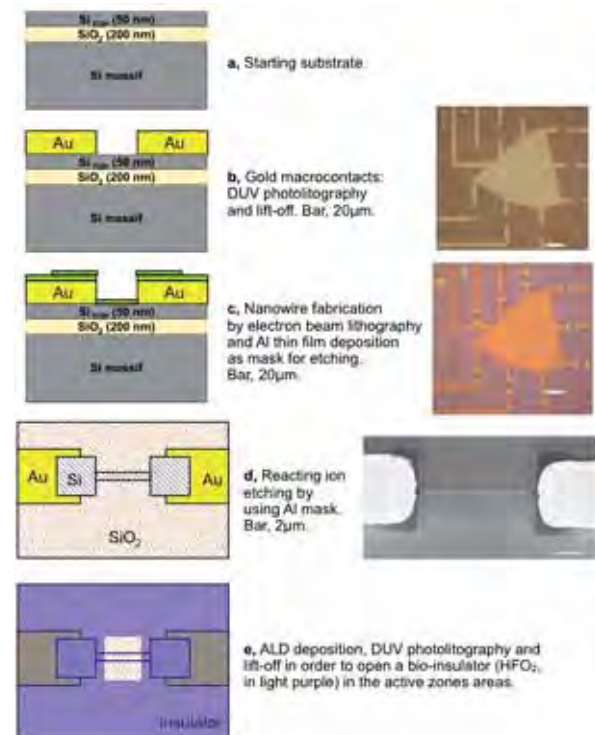 Si (50 nm)
SiO₂ (200 nm)
Si massif
a, Starting substrate.
Au
Au
Si (50 nm)
SiO₂ (200 nm)
Si massif
b, Gold macrocontacts:
DUV photolitography
and lift-off. Bar, 20µm.
Au
Au
Si (50 nm)
SiO₂ (200 nm)
Si massif
c, Nanowire fabrication
by electron beam lithography
and Al thin film deposition
as mask for etching.
Bar, 20µm.
Au
Si
Au
SiO₂
d, Reacting ion
etching by
using Al mask.
Bar, 2µm.
e, ALD deposition, DUV photolitography and
lift-off in order to open a bio-insulator (HFO₂,
in light purple) in the active zones areas.
Insulator